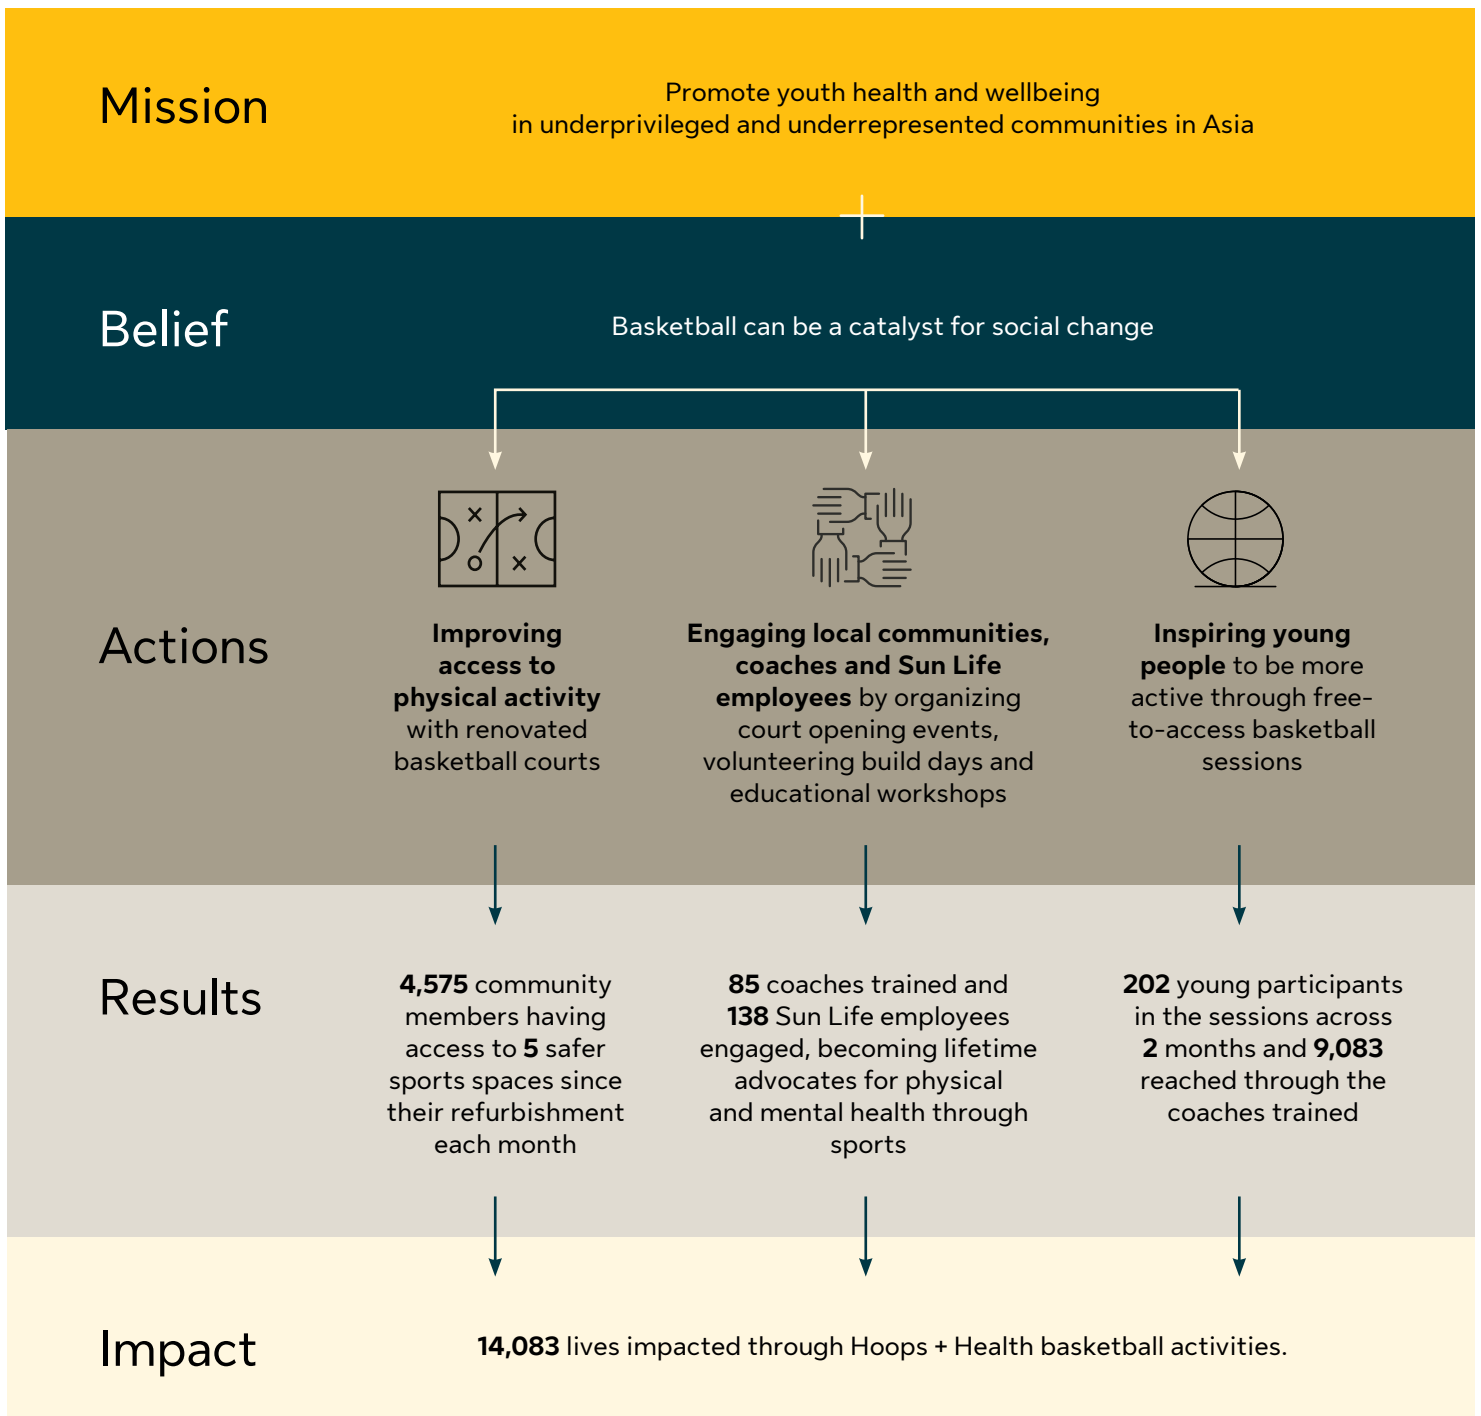 Mission
Promote youth health and wellbeing
in underprivileged and underrepresented communities in Asia
Belief
Basketball can be a catalyst for social change
Actions
Improving
access to
physical activity
with renovated
basketball courts
Engaging local communities,
coaches and Sun Life
employees by organizing
court opening events,
volunteering build days and
educational workshops
Inspiring young
people to be more
active through free-
to-access basketball
sessions
Results
4,575 community
members having
access to 5 safer
sports spaces since
their refurbishment
each month
85 coaches trained and
138 Sun Life employees
engaged, becoming lifetime
advocates for physical
and mental health through
sports
202 young participants
in the sessions across
2 months and 9,083
reached through the
coaches trained
Impact
14,083 lives impacted through Hoops + Health basketball activities.